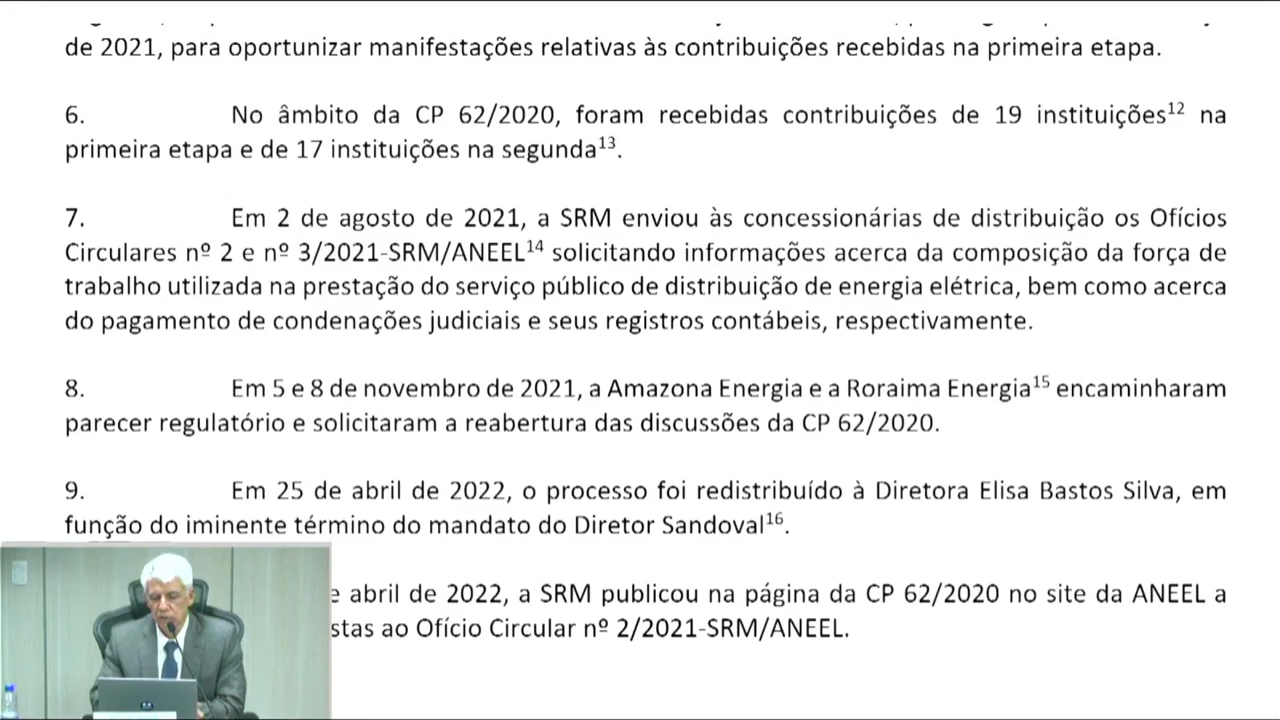 de 2021, para oportunizar manifestações relativas às contribuições recebidas na primeira etapa.
6. No âmbito da CP 62/2020, foram recebidas contribuições de 19 instituições12 na
primeira etapa e de 17 instituições na segunda13.
7. Em 2 de agosto de 2021, a SRM enviou às concessionárias de distribuição os Ofícios
Circulares nº 2 e nº 3/2021-SRM/ANEEL14 solicitando informações acerca da composição da força de
trabalho utilizada na prestação do serviço público de distribuição de energia elétrica, bem como acerca
do pagamento de condenações judiciais e seus registros contábeis, respectivamente.
8. Em 5 e 8 de novembro de 2021, a Amazona Energia e a Roraima Energia15 encaminharam
parecer regulatório e solicitaram a reabertura das discussões da CP 62/2020.
9. Em 25 de abril de 2022, o processo foi redistribuído à Diretora Elisa Bastos Silva, em
função do iminente término do mandato do Diretor Sandoval16.
e abril de 2022, a SRM publicou na página da CP 62/2020 no site da ANEEL a
stas ao Ofício Circular nº 2/2021-SRM/ANEEL.